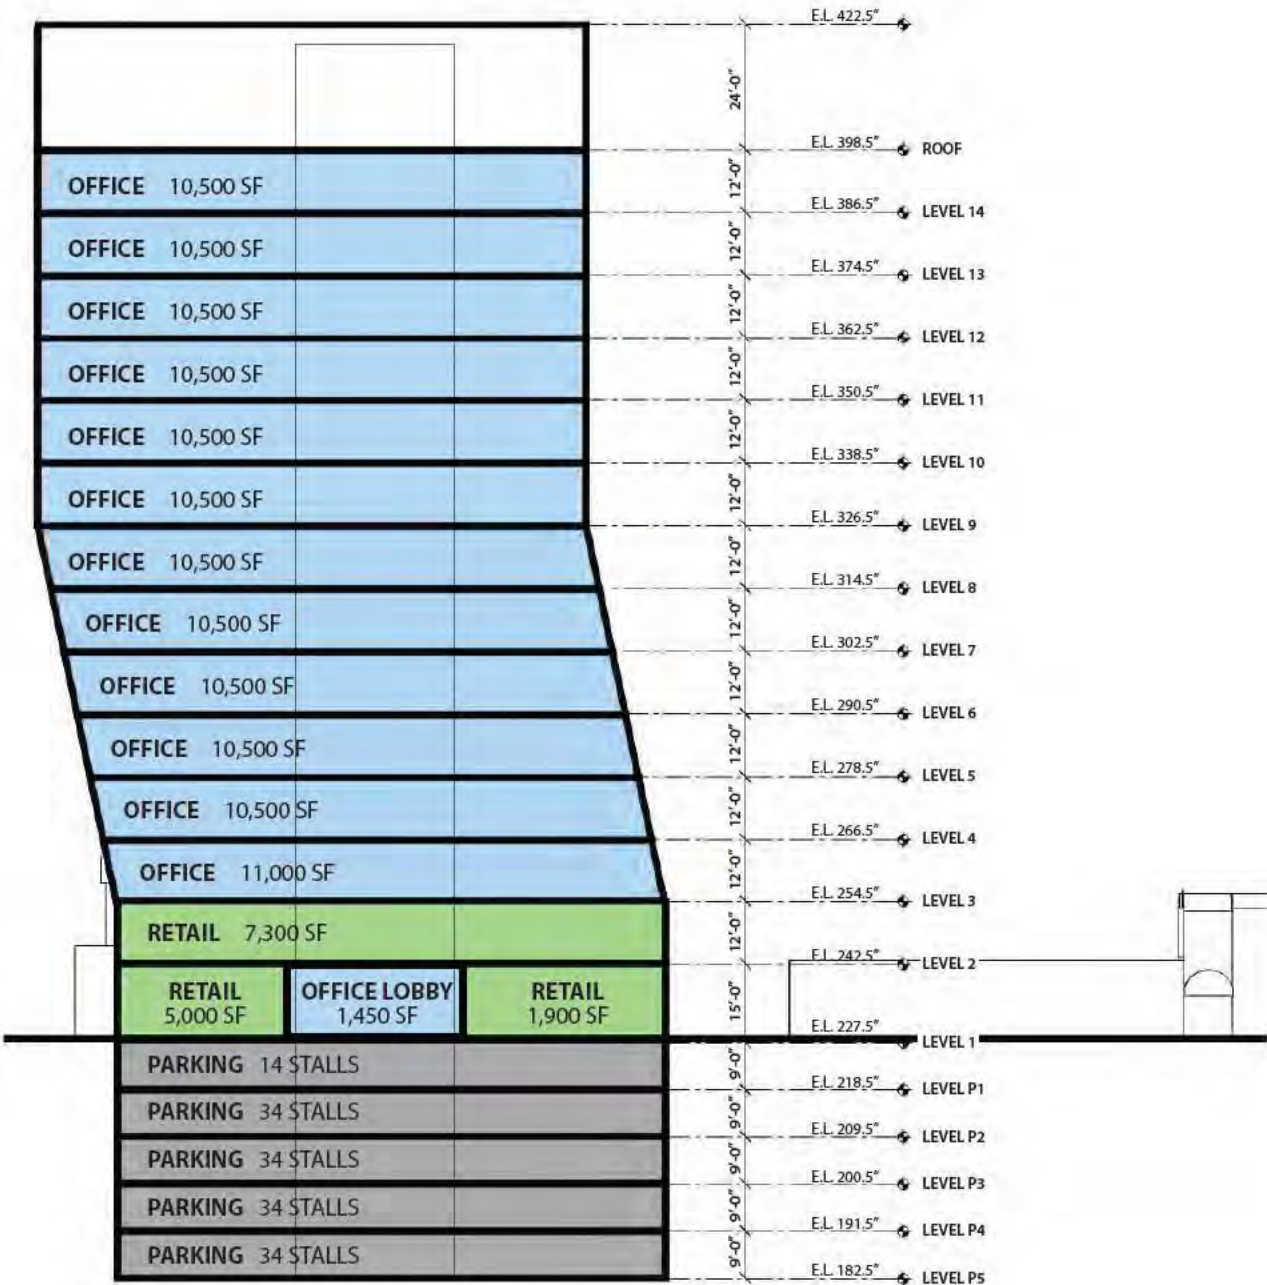 E.L. 422.5"
24'-0"
E.L. 398.5" ROOF
OFFICE 10,500 SF
12'-0"
E.L. 386.5" LEVEL 14
OFFICE 10,500 SF
12'-0"
E.L. 374.5" LEVEL 13
OFFICE 10,500 SF
12'-0"
E.L. 362.5" LEVEL 12
OFFICE 10,500 SF
12'-0"
E.L. 350.5" LEVEL 11
OFFICE 10,500 SF
12'-0"
E.L. 338.5" LEVEL 10
OFFICE 10,500 SF
12'-0"
E.L. 326.5" LEVEL 9
OFFICE 10,500 SF
12'-0"
E.L. 314.5" LEVEL 8
OFFICE 10,500 SF
12'-0"
E.L. 302.5" LEVEL 7
OFFICE 10,500 SF
12'-0"
E.L. 290.5" LEVEL 6
OFFICE 10,500 SF
12'-0"
E.L. 278.5" LEVEL 5
OFFICE 10,500 SF
12'-0"
E.L. 266.5" LEVEL 4
OFFICE 11,000 SF
12'-0"
E.L. 254.5" LEVEL 3
RETAIL 7,300 SF
12'-0"
E.L. 242.5" LEVEL 2
RETAIL OFFICE LOBBY RETAIL
5,000 SF 1,450 SF 1,900 SF
15'-0"
E.L. 227.5" LEVEL 1
PARKING 14 STALLS
9'-0"
E.L. 218.5" LEVEL P1
PARKING 34 STALLS
9'-0"
E.L. 209.5" LEVEL P2
PARKING 34 STALLS
9'-0"
E.L. 200.5" LEVEL P3
PARKING 34 STALLS
9'-0"
E.L. 191.5" LEVEL P4
PARKING 34 STALLS
9'-0"
E.L. 182.5" LEVEL P5